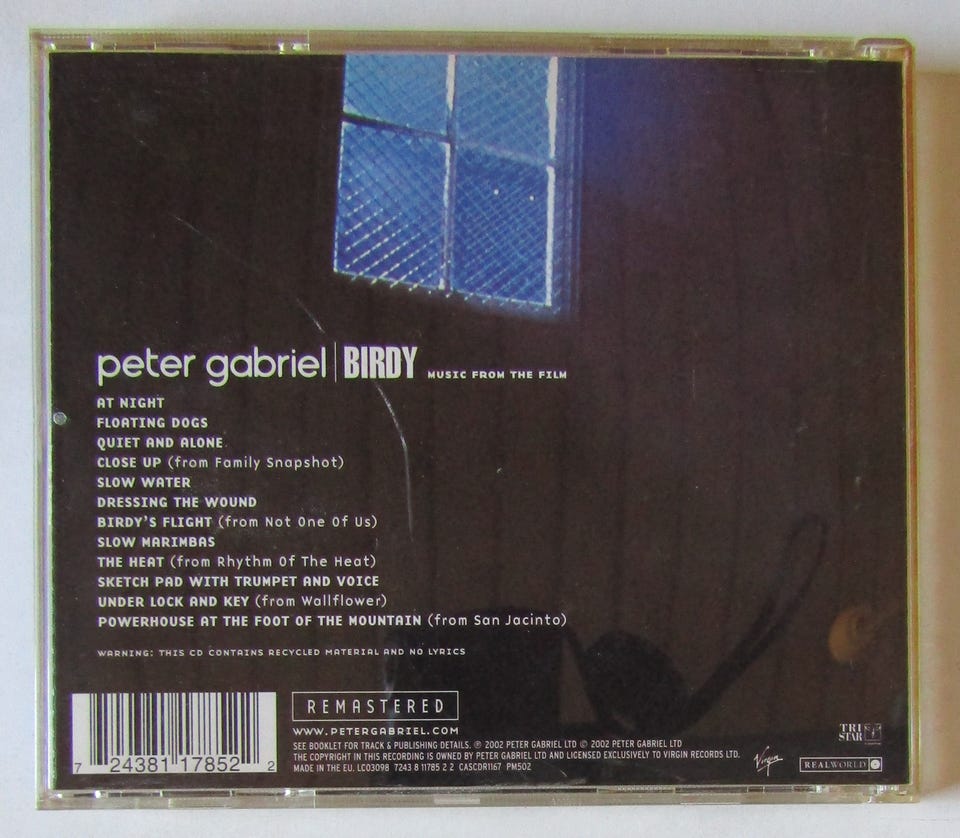 peter gabriel | BIRDY MUSIC FROM THE FILM
AT NIGHT
FLOATING DOGS
QUIET AND ALONE
CLOSE UP (from Family Snapshot)
SLOW WATER
DRESSING THE WOUND
BIRDY'S FLIGHT (from Not One Of Us)
SLOW MARIMBAS
THE HEAT (from Rhythm Of The Heat)
SKETCH PAD WITH TRUMPET AND VOICE
UNDER LOCK AND KEY (from Wallflower)
POWERHOUSE AT THE FOOT OF THE MOUNTAIN (from San Jacinto)
WARNING: THIS CD CONTAINS RECYCLED MATERIAL AND NO LYRICS
REMASTERED
WWW.PETERGABRIEL.COM
SEE BOOKLET FOR TRACK & PUBLISHING DETAILS. ℗ 2002 PETER GABRIEL LTD © 2002 PETER GABRIEL LTD
THE COPYRIGHT IN THIS RECORDING IS OWNED BY PETER GABRIEL LTD AND LICENSED EXCLUSIVELY TO VIRGIN RECORDS LTD.
MADE IN THE EU. LC03098 7243 8 11785 2 2 CASCDR1167 PM502
7 24381 17852 2
Virgin
TRI STAR
REALWORLD